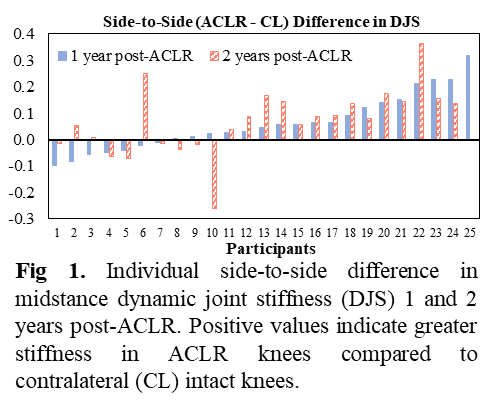 Side-to-Side (ACLR - CL) Difference in DJS
0.4
0.3
0.2
0.1
0.0
-0.1
-0.2
-0.3
1 year post-ACLR 2 years post-ACLR
1 2 3 4 5 6 7 8 9 10 11 12 13 14 15 16 17 18 19 20 21 22 23 24 25
Participants
Fig 1. Individual side-to-side difference in
midstance dynamic joint stiffness (DJS) 1 and 2
years post-ACLR. Positive values indicate greater
stiffness in ACLR knees compared to
contralateral (CL) intact knees.